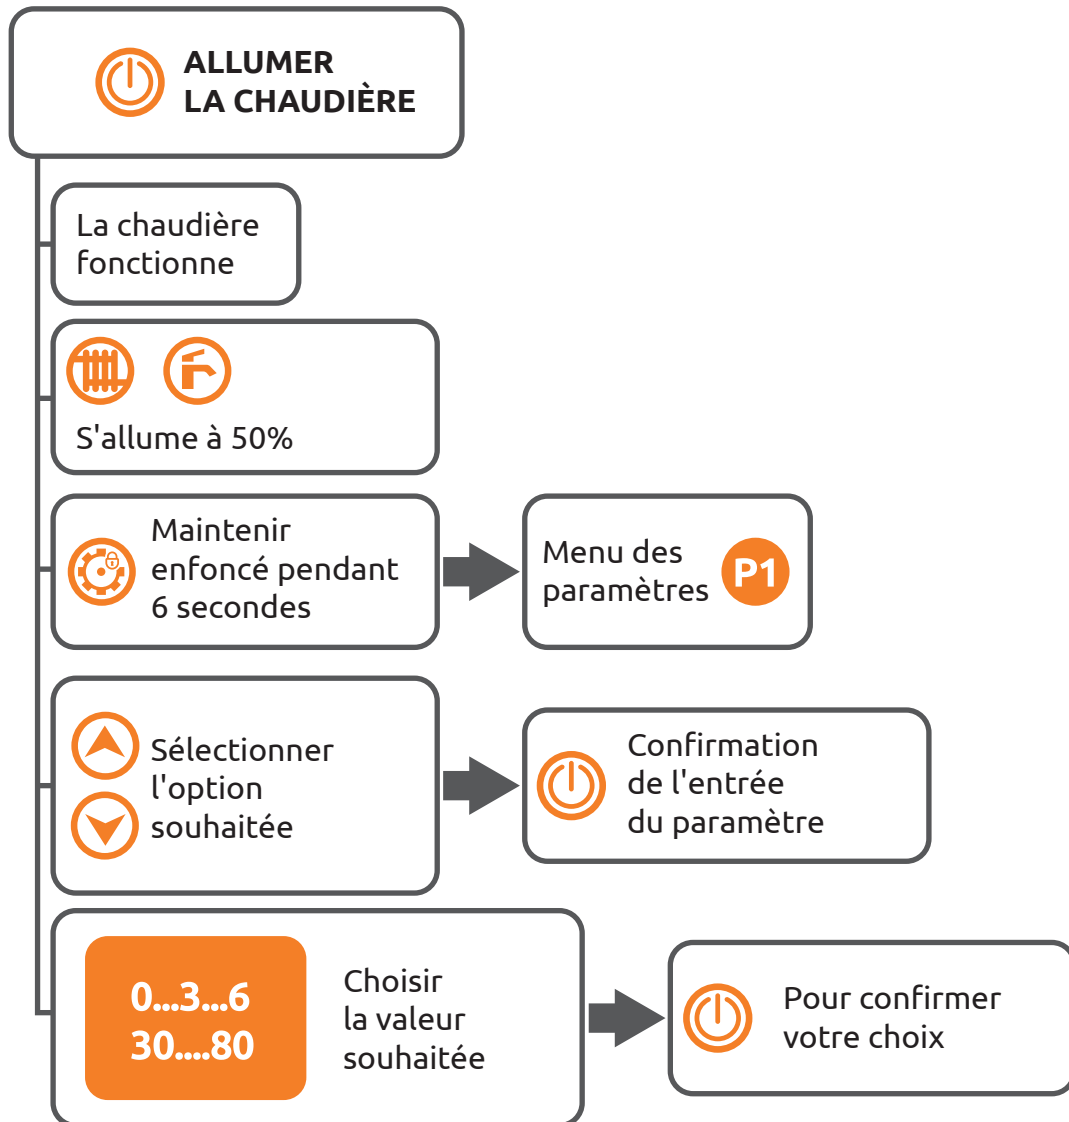 ALLUMER
LA CHAUDIÈRE
La chaudière
fonctionne
S'allume à 50%
Maintenir
enfoncé pendant
6 secondes
Menu des
paramètres
P1
Sélectionner
l'option
souhaitée
Confirmation
de l'entrée
du paramètre
0...3...6
30....80
Choisir
la valeur
souhaitée
Pour confirmer
votre choix